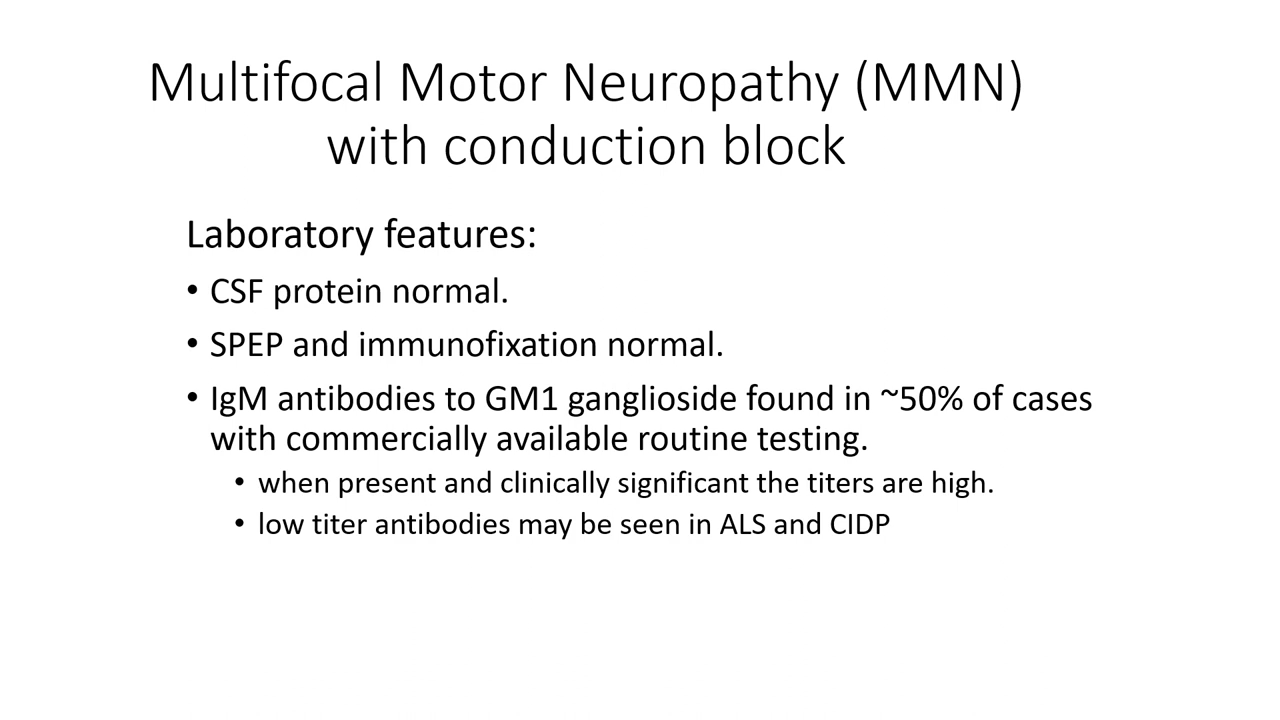 Multifocal Motor Neuropathy (MMN)
with conduction block
Laboratory features:
• CSF protein normal.
• SPEP and immunofixation normal.
• IgM antibodies to GM1 ganglioside found in ~50% of cases
with commercially available routine testing.
• when present and clinically significant the titers are high.
• low titer antibodies may be seen in ALS and CIDP